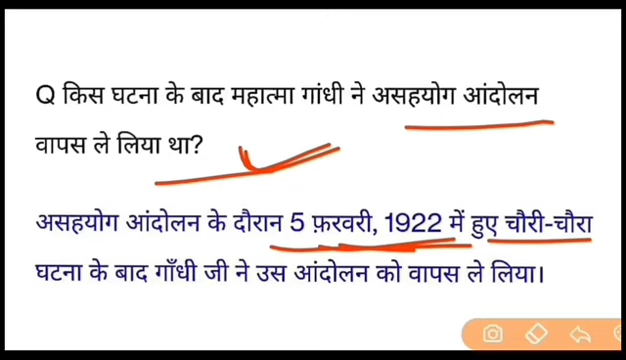 Q किस घटना के बाद महात्मा गांधी ने असहयोग आंदोलन
वापस ले लिया था?
असहयोग आंदोलन के दौरान 5 फ़रवरी, 1922 में हुए चौरी-चौरा
घटना के बाद गाँधी जी ने उस आंदोलन को वापस ले लिया।